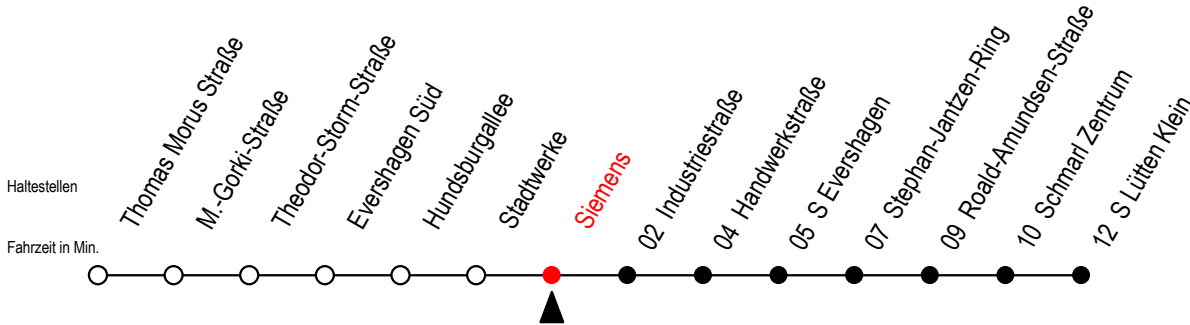 Haltestellen
Fahrzeit in Min.
Thomas Morus Straße
M.-Gorki-Straße
Theodor-Storm-Straße
Evershagen Süd
Hundsburgallee
Stadtwerke
Siemens
02 Industriestraße
04 Handwerkstraße
05 S Evershagen
07 Stephan-Jantzen-Ring
09 Roald-Amundsen-Straße
10 Schmarl Zentrum
12 S Lütten Klein